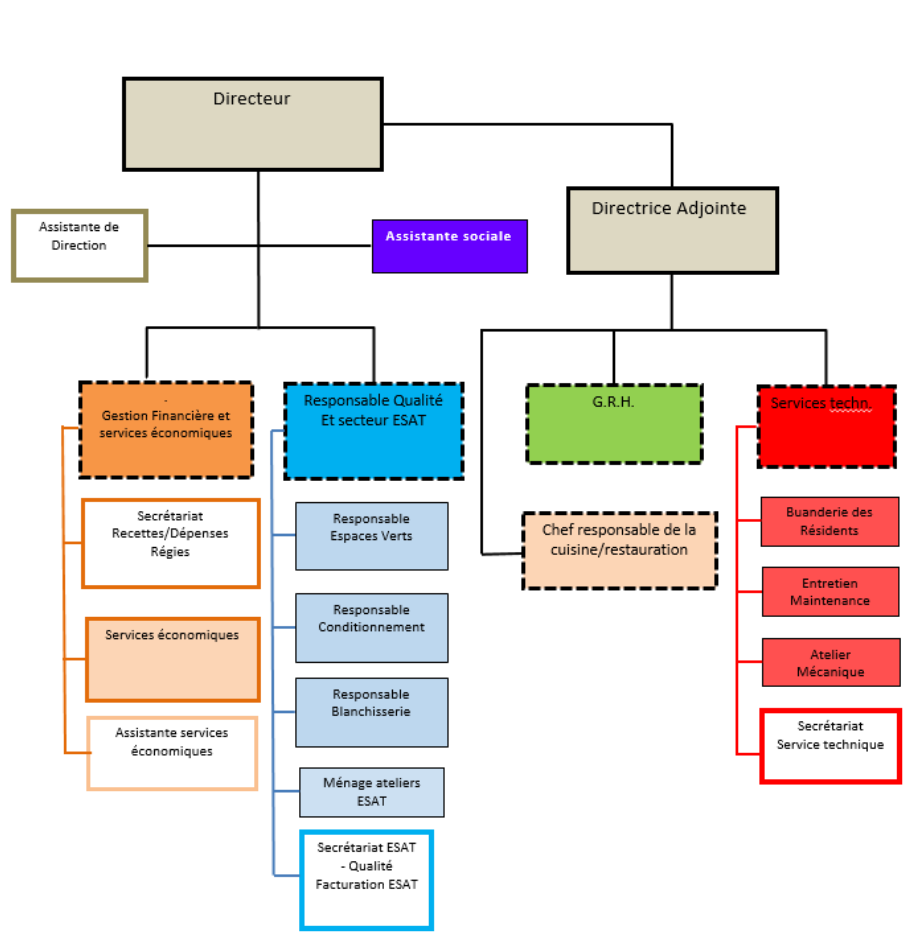 Directeur
Directrice Adjointe
Assistante de
Direction
Assistante sociale
.
Gestion Financière et
services économiques
Responsable Qualité
Et secteur ESAT
G.R.H.
Services techn.
Secrétariat
Recettes/Dépenses
Régies
Services économiques
Assistante services
économiques
Responsable
Espaces Verts
Responsable
Conditionnement
Responsable
Blanchisserie
Ménage ateliers
ESAT
Secrétariat ESAT
- Qualité
Facturation ESAT
Chef responsable de la
cuisine/restauration
Buanderie des
Résidents
Entretien
Maintenance
Atelier
Mécanique
Secrétariat
Service technique